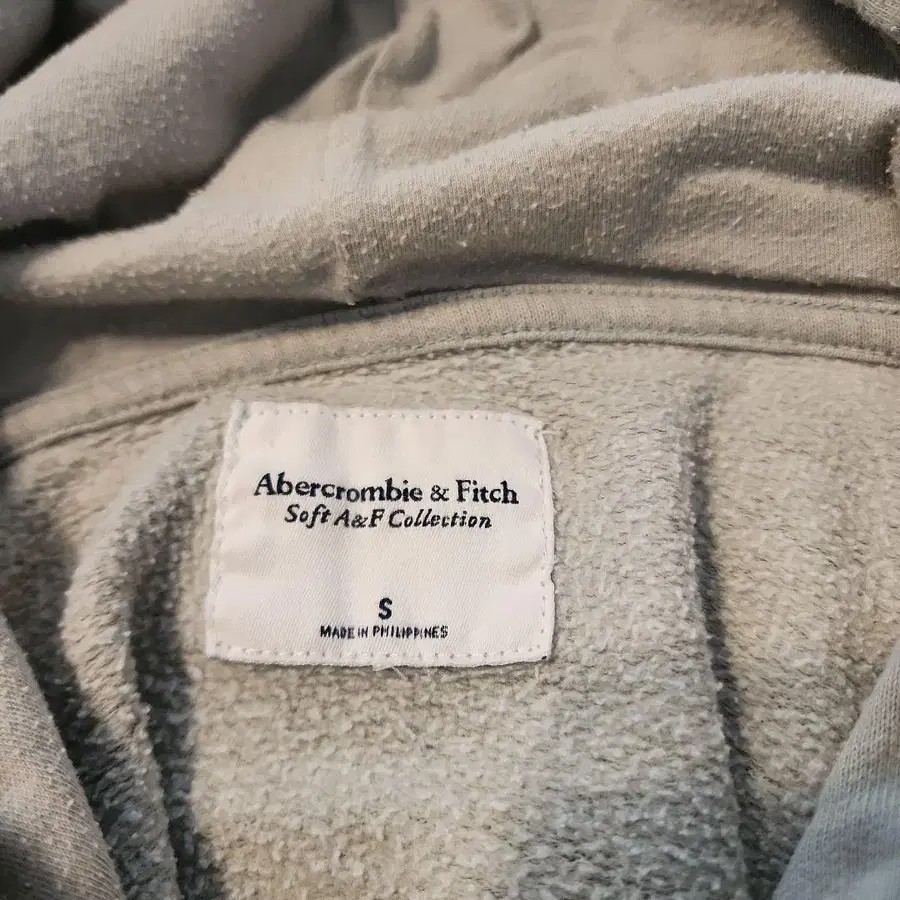 Abercrombie & Fitch
Soft A&F Collection
S
MADE IN PHILIPPINES